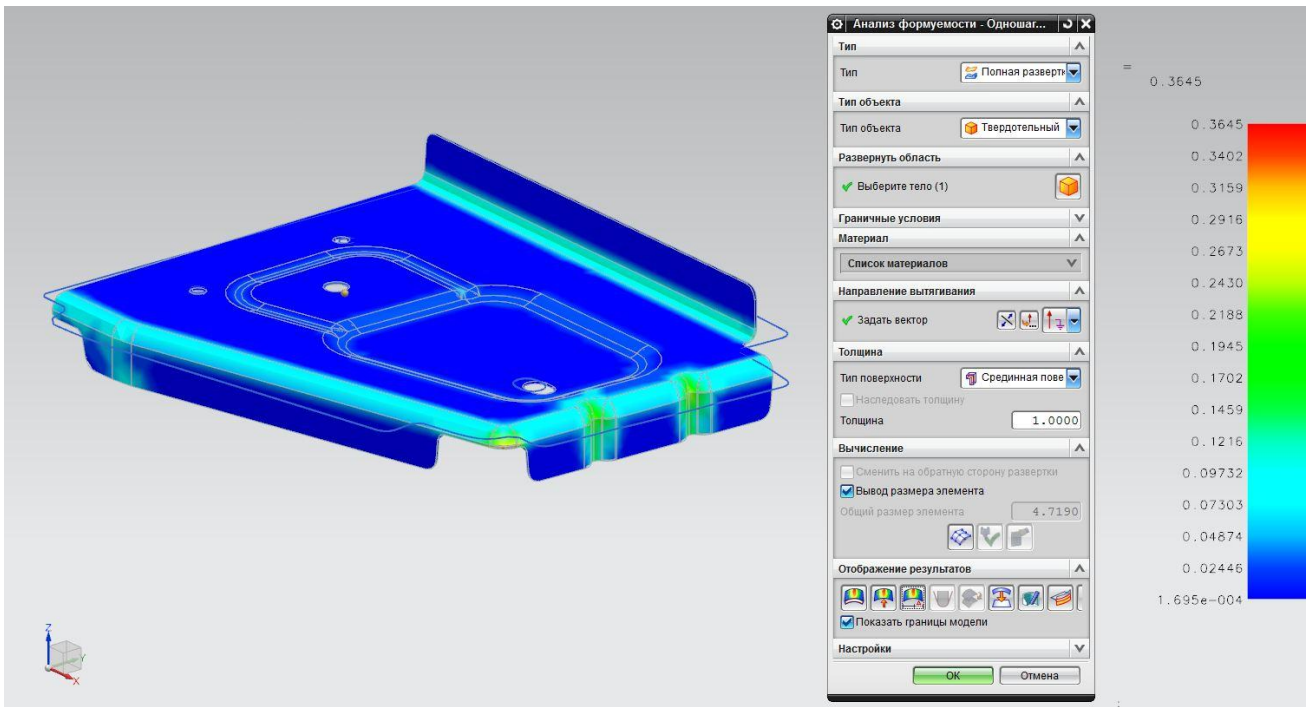 Анализ формуемости - Одношаг...
Тип
Тип Полная разверть
Тип объекта
Тип объекта Твердотельный
Развернуть область
Выберите тело (1)
Граничные условия
Материал
Список материалов
Направление вытягивания
Задать вектор
Толщина
Тип поверхности Срединная пове
Наследовать толщину
Толщина 1.0000
Вычисление
Сменить на обратную сторону развертки
Вывод размера элемента
Общий размер элемента 4.7190
Отображение результатов
Показать границы модели
Настройки
OK Отмена
=
0.3645
0.3645
0.3402
0.3159
0.2916
0.2673
0.2430
0.2188
0.1945
0.1702
0.1459
0.1216
0.09732
0.07303
0.04874
0.02446
1.695e-004
Z
Y
X